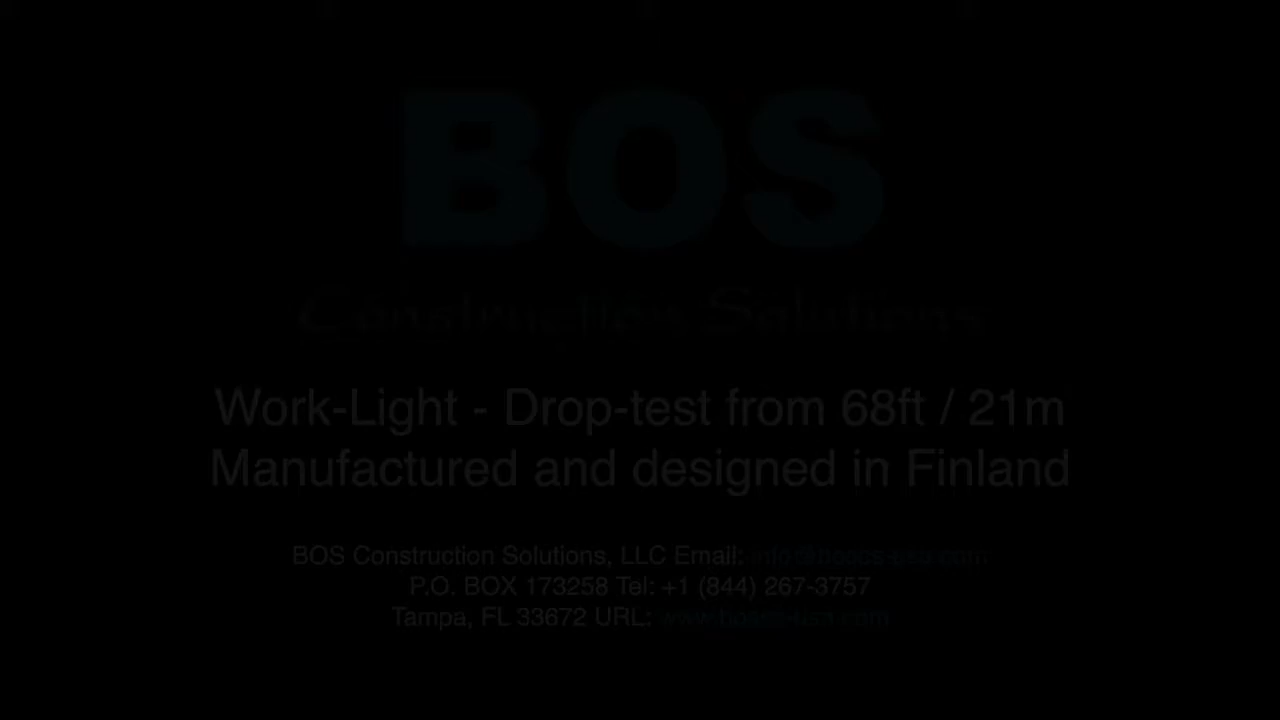 BOS
Construction Solutions
Work-Light - Drop-test from 68ft / 21m
Manufactured and designed in Finland
BOS Construction Solutions, LLC Email:
P.O. BOX 173258 Tel: +1 (844) 267-3757
Tampa, FL 33672 URL: